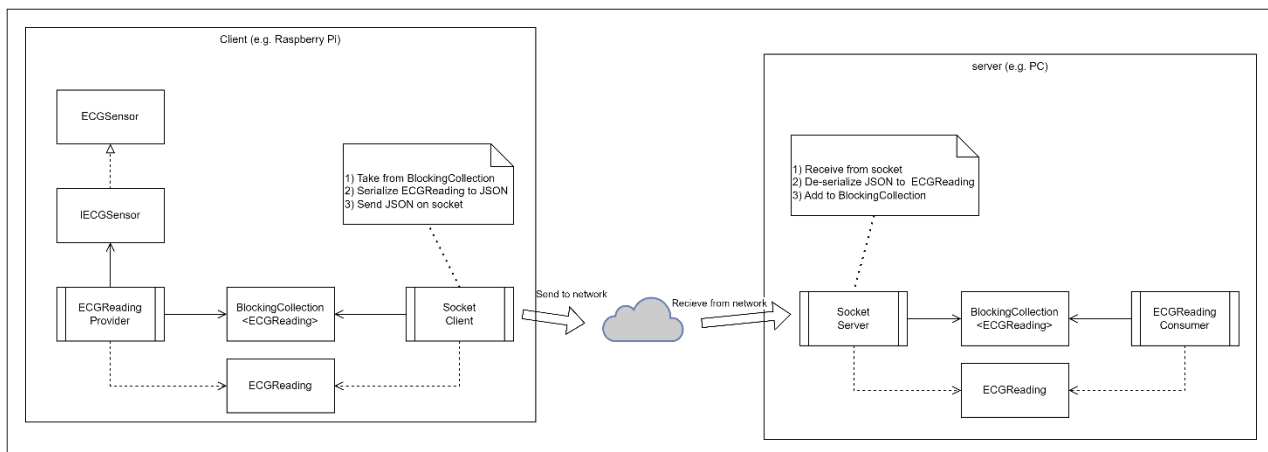 Client (e.g. Raspberry Pi)
ECGSensor
IECGSensor
1) Take from BlockingCollection
2) Serialize ECGReading to JSON
3) Send JSON on socket
ECGReading
Provider
BlockingCollection
<ECGReading>
Socket
Client
ECGReading
Send to network
Recieve from network
server (e.g. PC)
1) Receive from socket
2) De-serialize JSON to ECGReading
3) Add to BlockingCollection
Socket
Server
BlockingCollection
<ECGReading>
ECGReading
Consumer
ECGReading